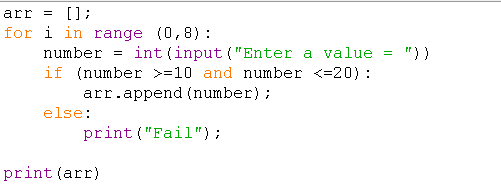 arr = [];
for i in range (0,8):
    number = int(input("Enter a value = "))
    if (number >=10 and number <=20):
        arr.append(number);
    else:
        print("Fail");

print(arr)